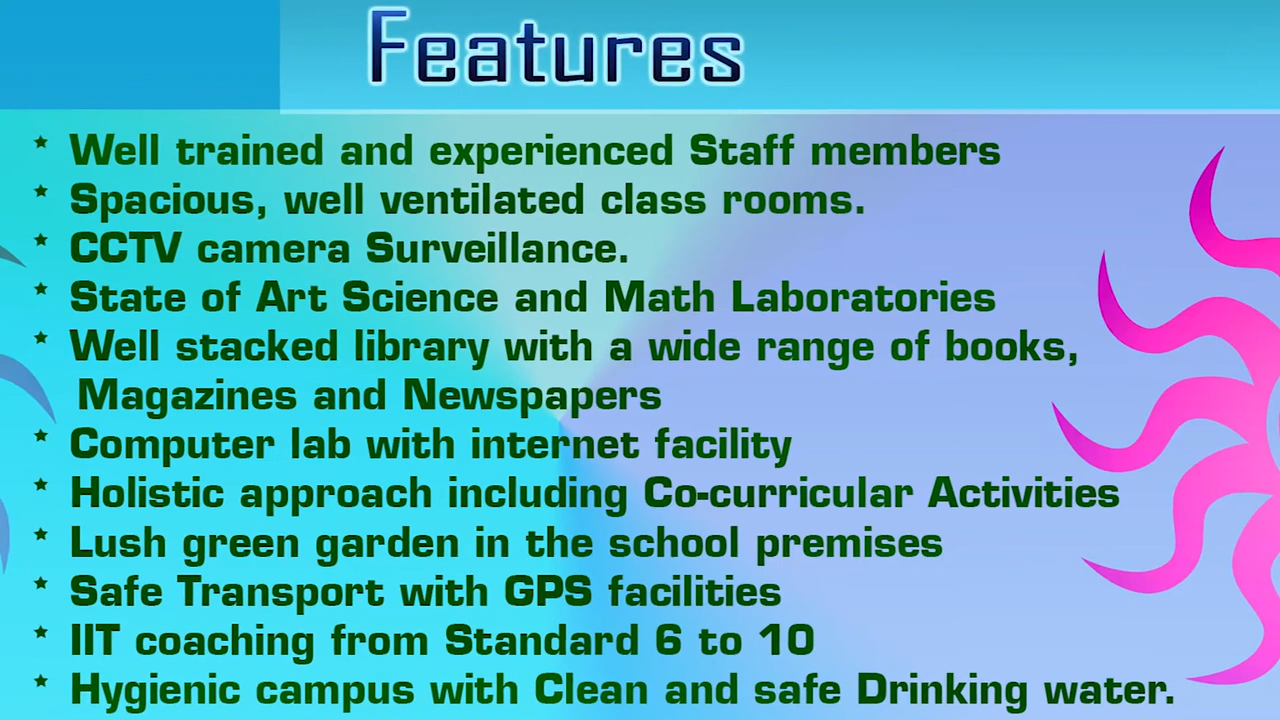 Features
* Well trained and experienced Staff members
* Spacious, well ventilated class rooms.
* CCTV camera Surveillance.
* State of Art Science and Math Laboratories
* Well stacked library with a wide range of books,
Magazines and Newspapers
* Computer lab with internet facility
* Holistic approach including Co-curricular Activities
* Lush green garden in the school premises
* Safe Transport with GPS facilities
* IIT coaching from Standard 6 to 10
* Hygienic campus with Clean and safe Drinking water.